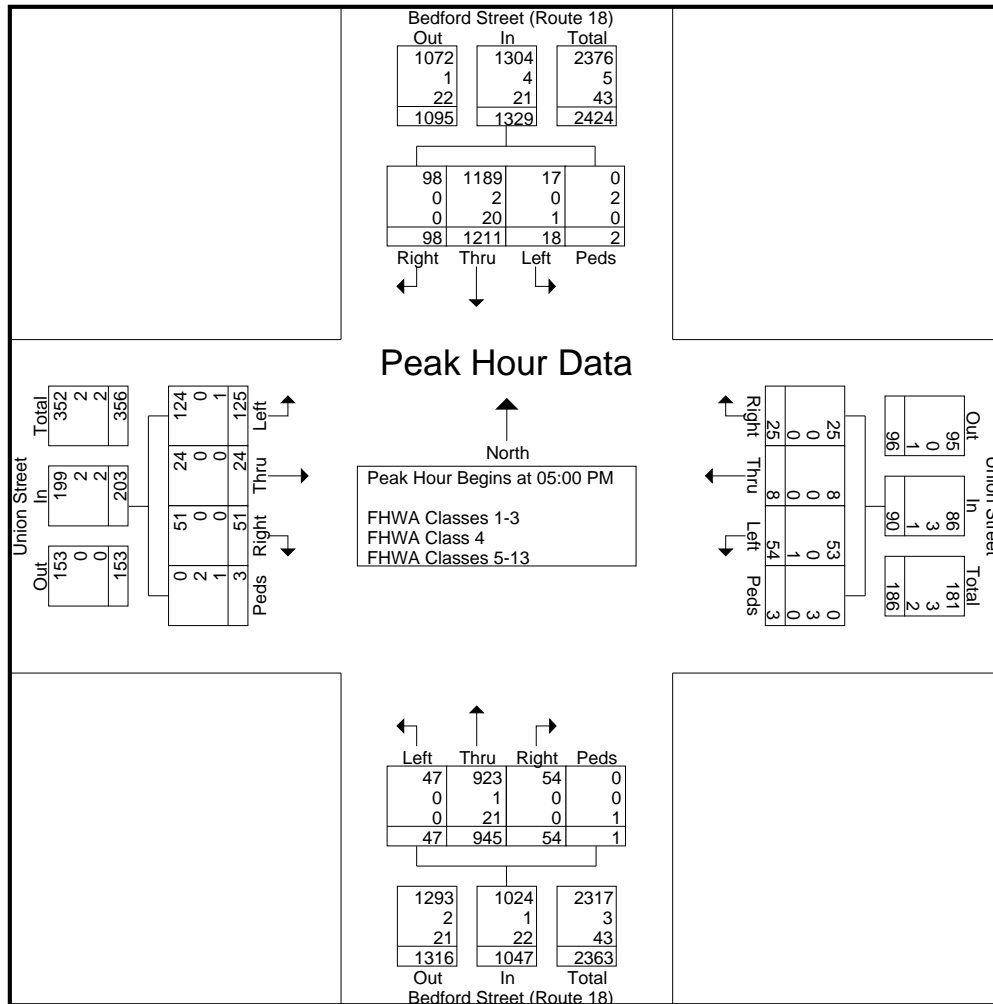 Bedford Street (Route 18)
Out In Total
1072 1304 2376
1 4 5
22 21 43
1095 1329 2424
98 1189 17 0
0 2 0 2
0 20 1 0
98 1211 18 2
Right Thru Left Peds
Peak Hour Data
North
Peak Hour Begins at 05:00 PM
FHWA Classes 1-3
FHWA Class 4
FHWA Classes 5-13
Union Street
Out In Total
153 199 352
0 2 2
0 2 2
153 203 356
Peds Right Thru Left
0 51 24 124
2 0 0 0
1 0 0 1
3 51 24 125
Union Street
Out In Total
95 86 181
0 3 3
1 1 2
96 90 186
25 8 53 0
0 0 0 3
0 0 1 0
25 8 54 3
Right Thru Left Peds
Left Thru Right Peds
47 923 54 0
0 1 0 0
0 21 0 1
47 945 54 1
1293 1024 2317
2 1 3
21 22 43
1316 1047 2363
Out In Total
Bedford Street (Route 18)